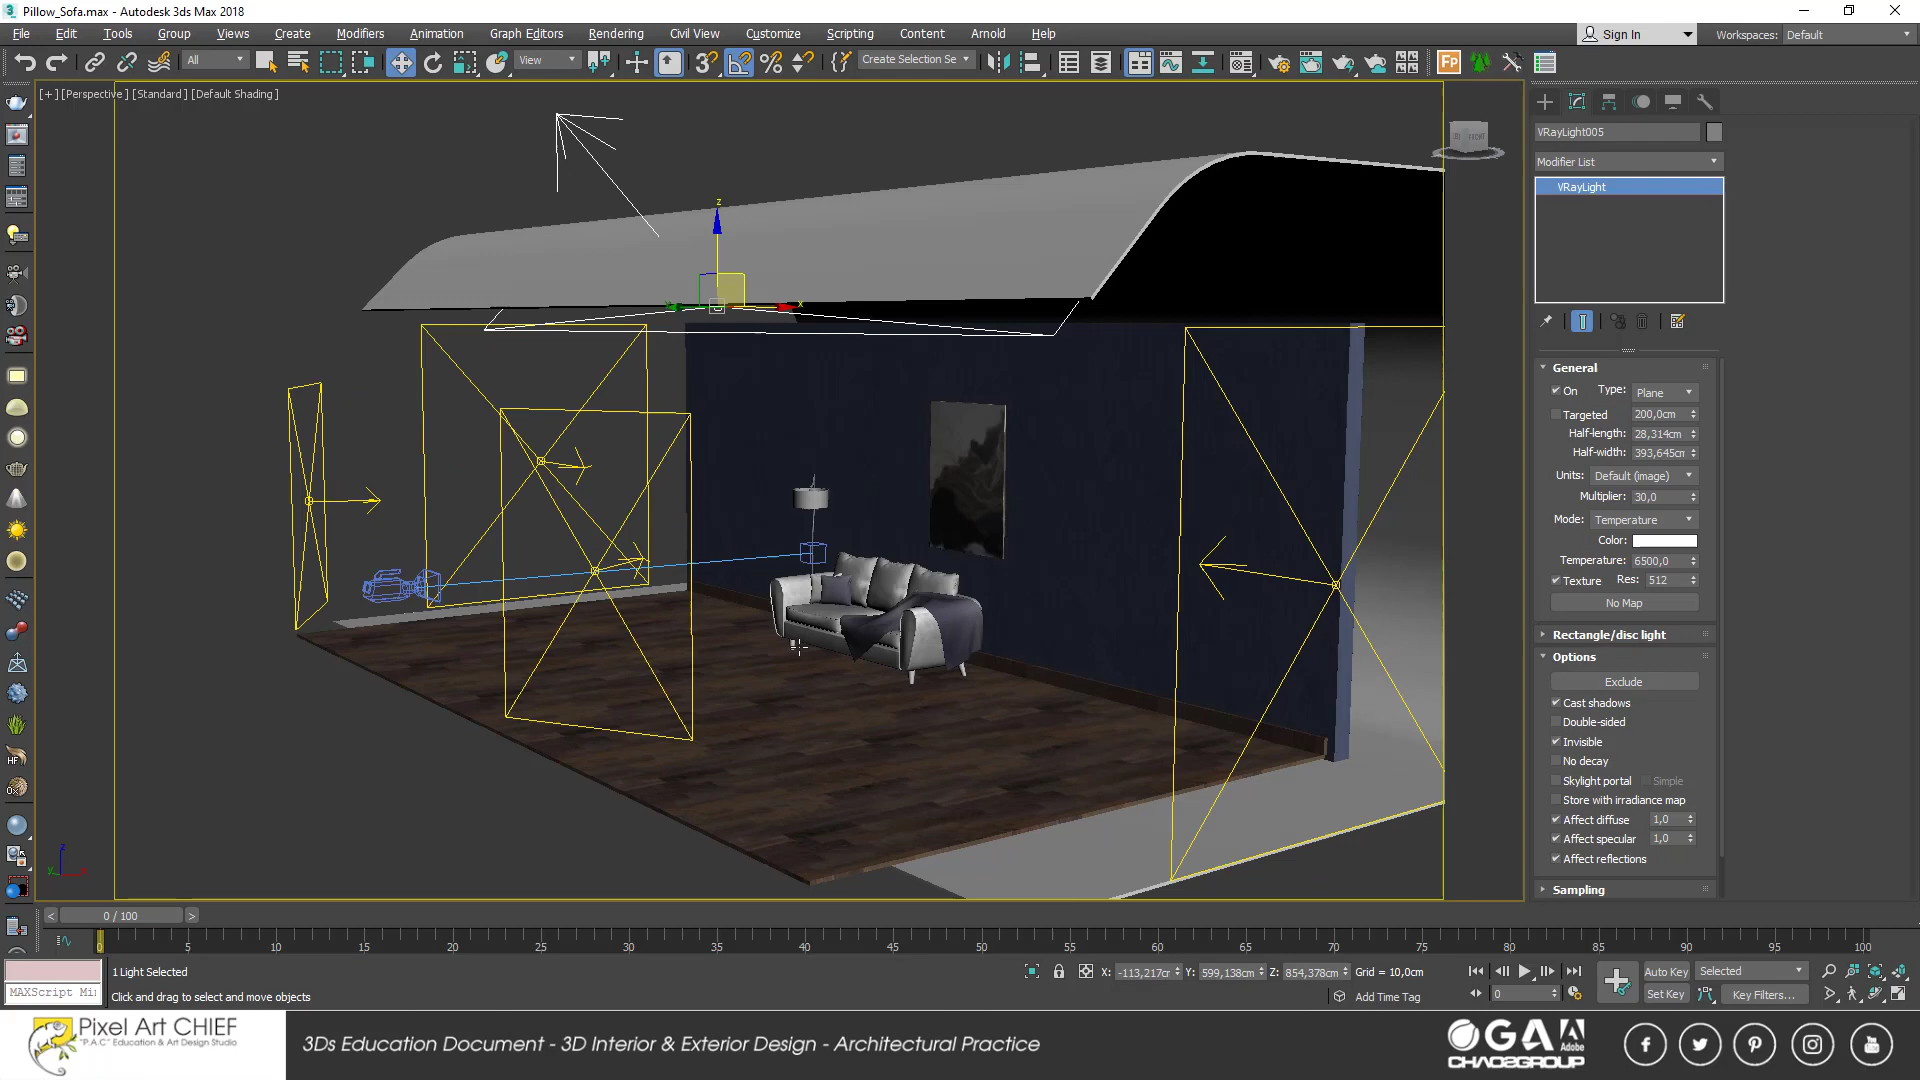 Pillow_Sofa.max - Autodesk 3ds Max 2018
File Edit Tools Group Views Create Modifiers Animation Graph Editors Rendering Civil View Customize Scripting Content Arnold Help
Sign In
Workspaces: Default
All
View
Create Selection Se
[+] [Perspective] [Standard] [Default Shading]
VRayLight005
Modifier List
VRayLight
General
On Type: Plane
Targeted 200,0cm
Half-length: 28,314cm
Half-width: 393,645cm
Units: Default (image)
Multiplier: 30,0
Mode: Temperature
Color:
Temperature: 6500,0
Texture Res: 512
No Map
Rectangle/disc light
Options
Exclude
Cast shadows
Double-sided
Invisible
No decay
Skylight portal Simple
Store with irradiance map
Affect diffuse 1,0
Affect specular 1,0
Affect reflections
Sampling
z
x
z
y
x
< 0 / 100 >
0 5 10 15 20 25 30 35 40 45 50 55 60 65 70 75 80 85 90 95 100
1 Light Selected
X: -113,217cr Y: 599,138cm Z: 854,378cm Grid = 10,0cm
Auto Key Selected
MAXScript Mi
Click and drag to select and move objects
Add Time Tag
0
Set Key Key Filters...
Pixel Art CHIEF
"P.A.C" Education & Art Design Studio
3Ds Education Document - 3D Interior & Exterior Design - Architectural Practice
GA
Adobe
CHAOSGROUP